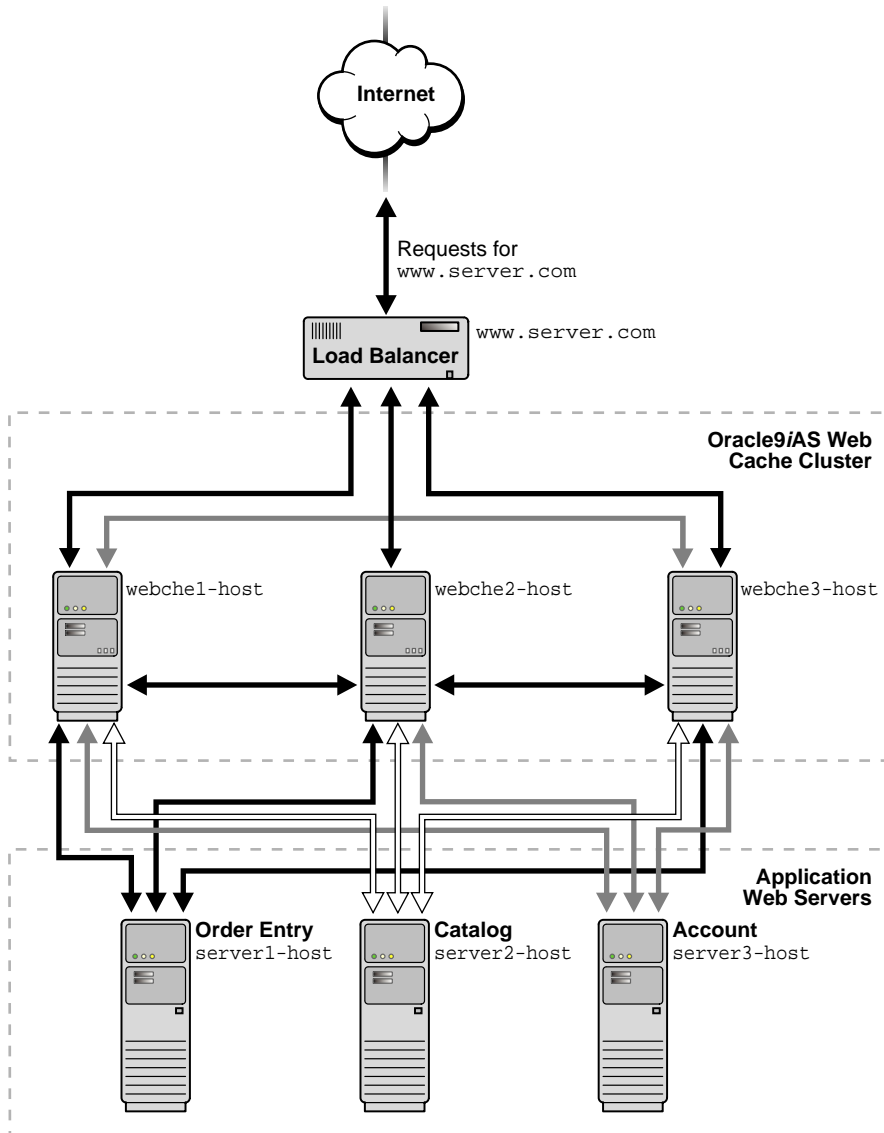 Internet
Requests for
www.server.com
www.server.com
Load Balancer
Oracle9iAS Web
Cache Cluster
webche1-host
webche2-host
webche3-host
Application
Web Servers
Order Entry
server1-host
Catalog
server2-host
Account
server3-host